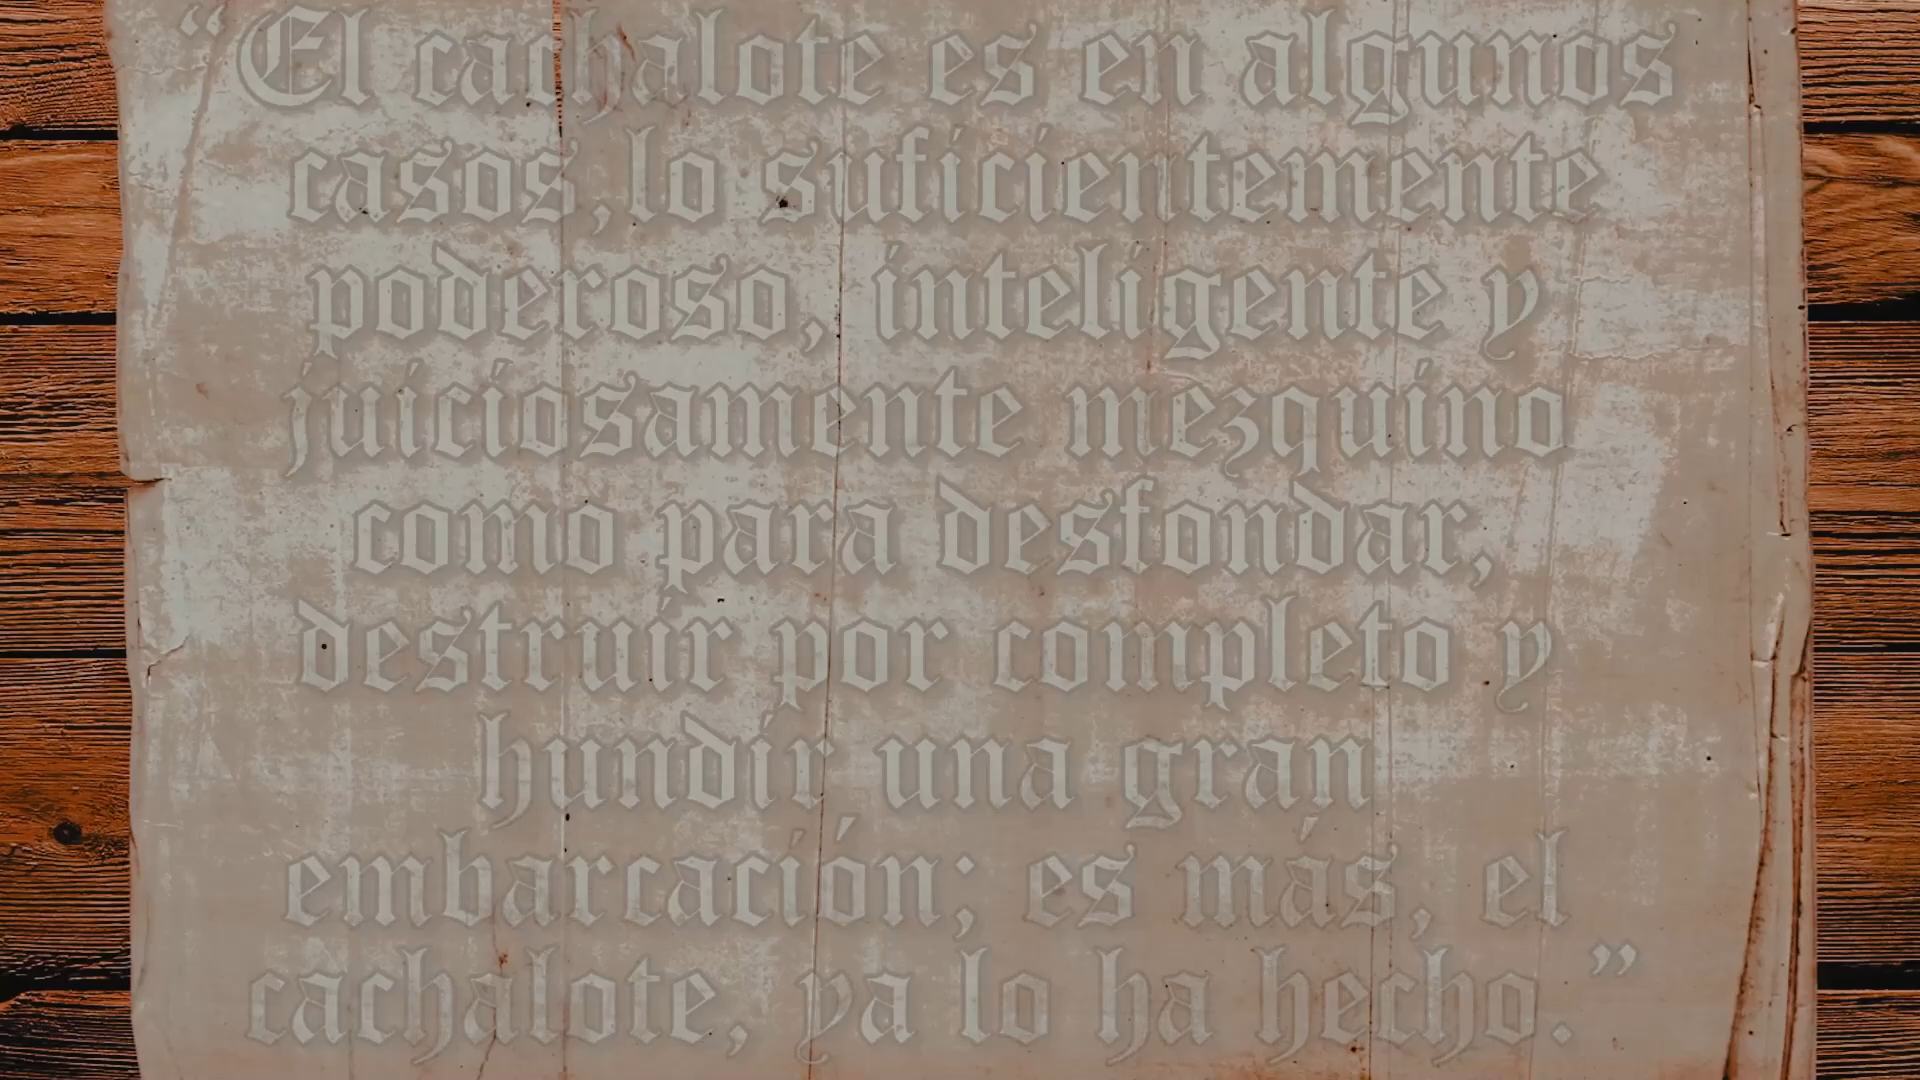 “El cachalote es en algunos
casos,lo suficientemente
poderoso, inteligente y
juiciosamente mezquino
como para desfondar,
destruir por completo y
hundir una gran
embarcación; es más, el
cachalote, ya lo ha hecho.”